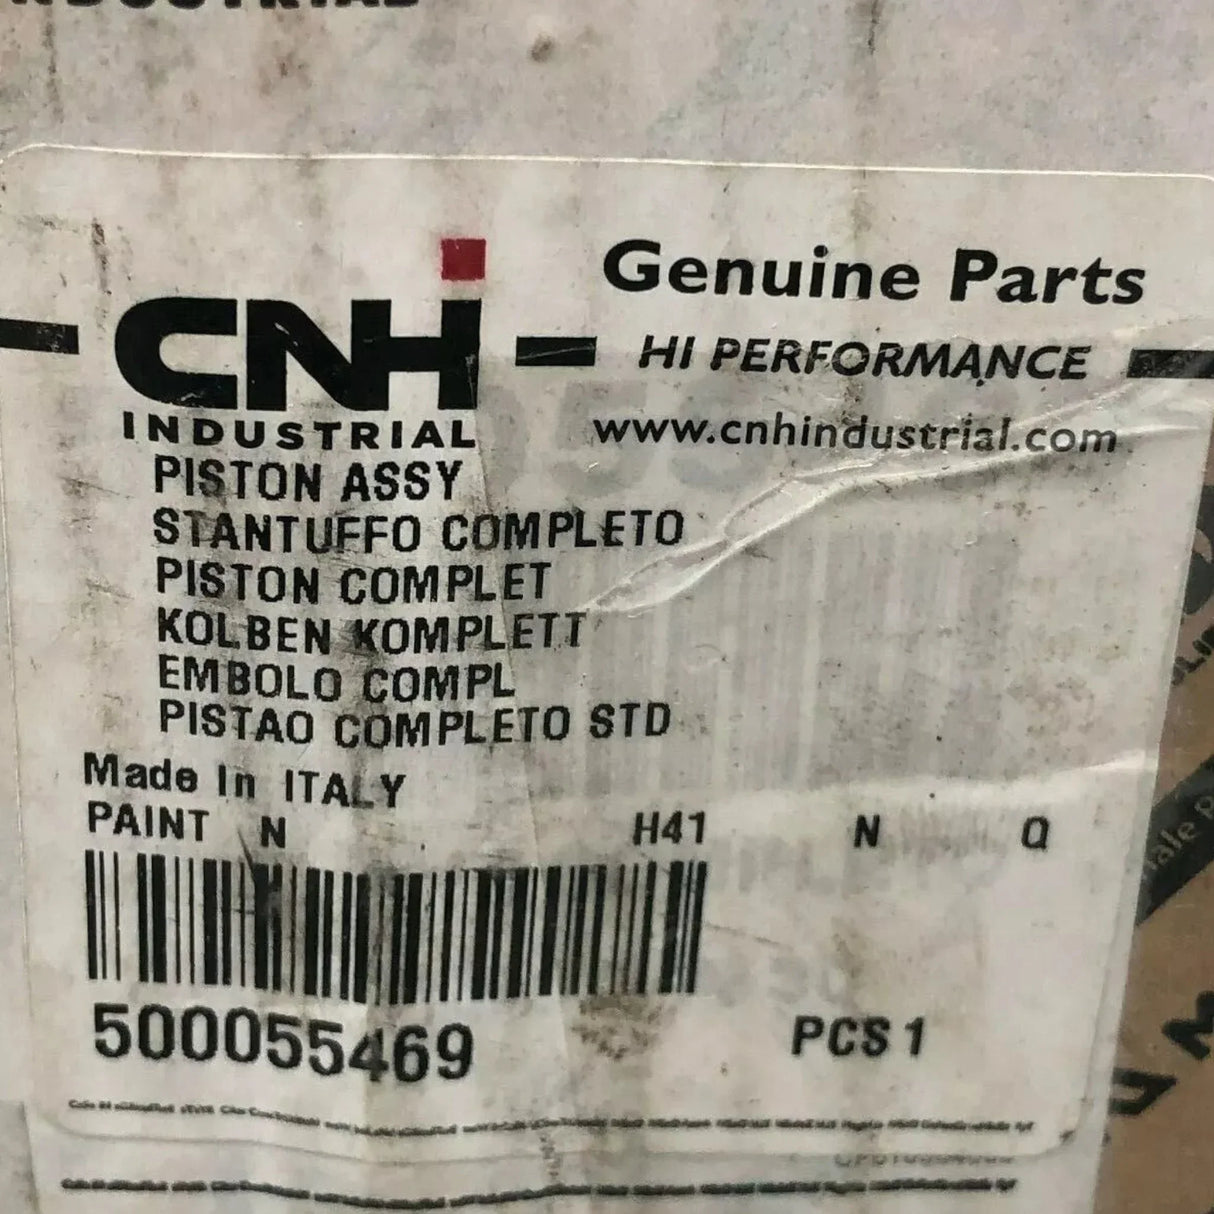 INDUSTRIAL
Genuine Parts
CNH
INDUSTRIAL
HI PERFORMANCE
www.cnhindustrial.com
PISTON ASSY
STANTUFFO COMPLETO
PISTON COMPLET
KOLBEN KOMPLETT
EMBOLO COMPL
PISTAO COMPLETO STD
Made In ITALY
PAINT N H41 N Q
500055469
PCS 1